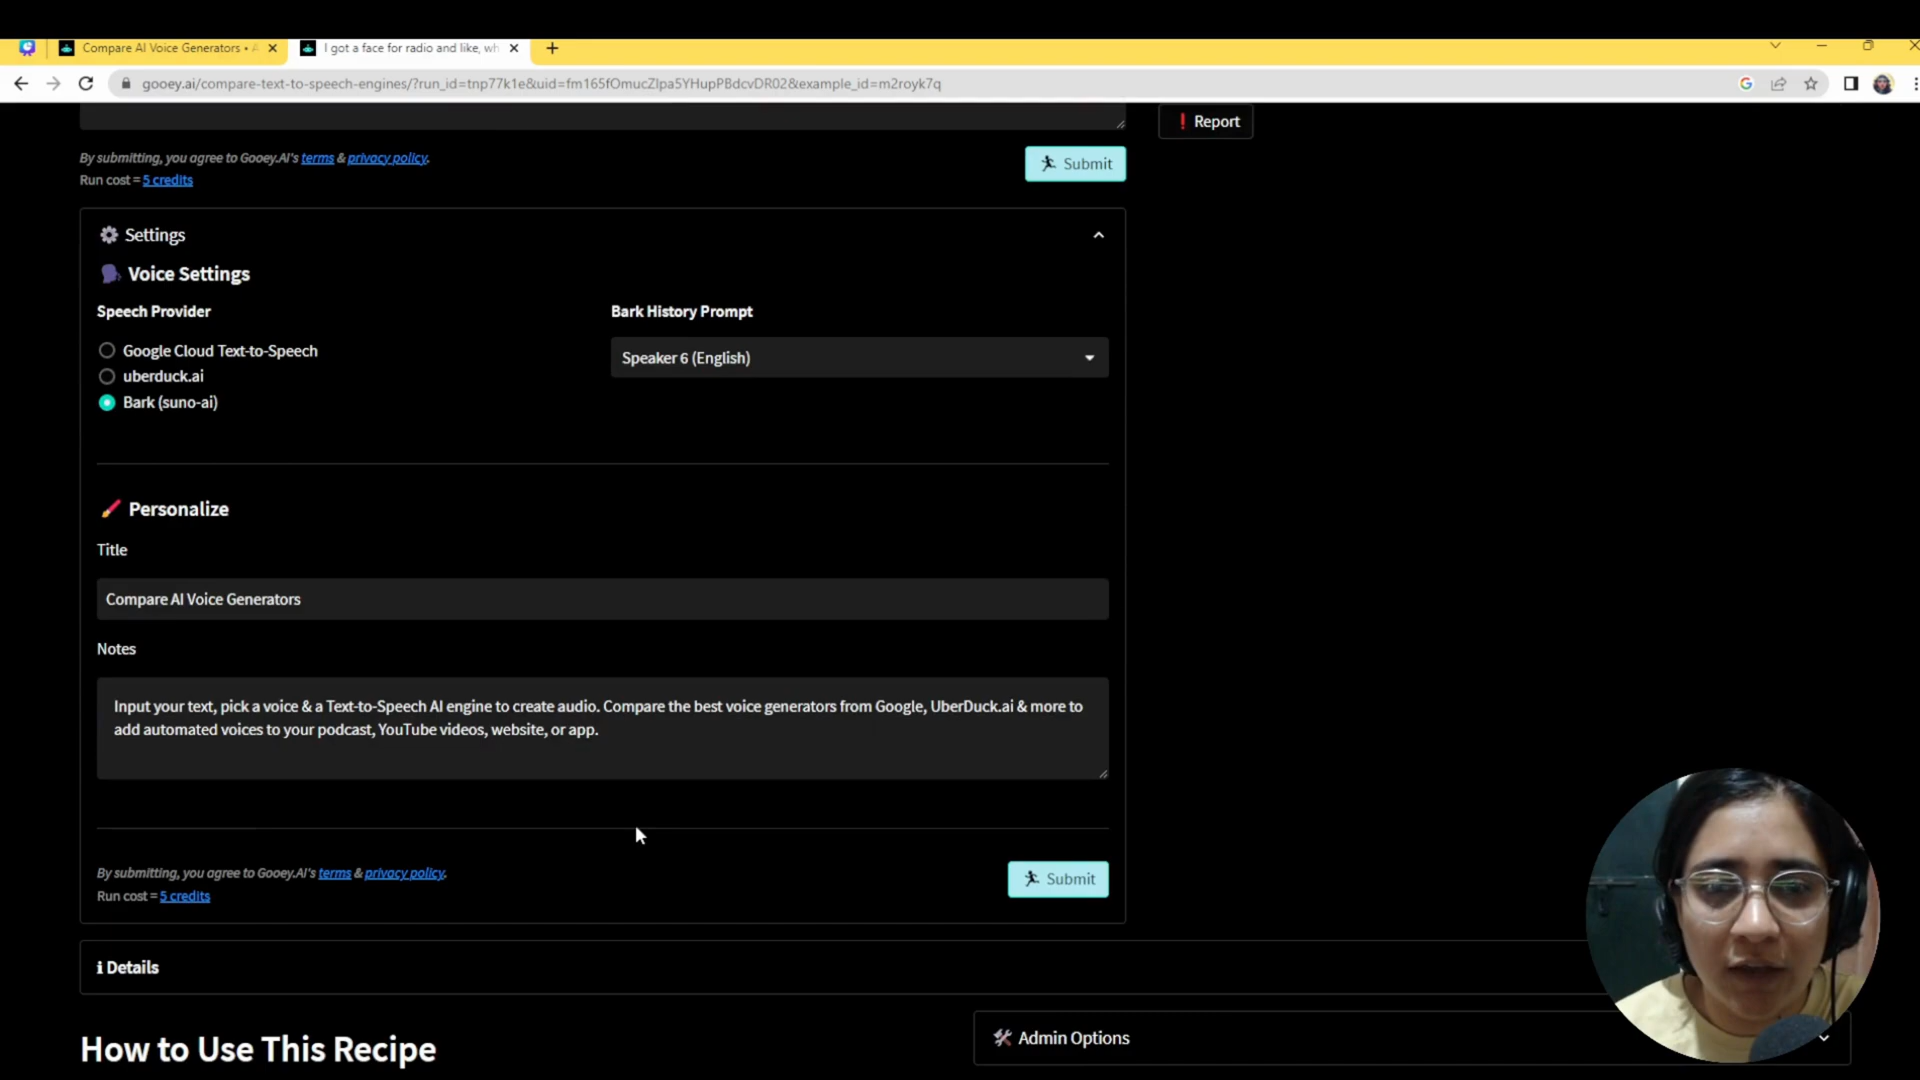 Compare AI Voice Generators •
I got a face for radio and like, wh
gooey.ai/compare-text-to-speech-engines/?run_id=tnp77k1e&uid=fm165fOmucZIpa5YHupPBdcvDR02&example_id=m2royk7q
Report
By submitting, you agree to Gooey.AI's terms & privacy policy.
Run cost = 5 credits
Submit
Settings
Voice Settings
Speech Provider
Bark History Prompt
Google Cloud Text-to-Speech
uberduck.ai
Bark (suno-ai)
Speaker 6 (English)
Personalize
Title
Compare AI Voice Generators
Notes
Input your text, pick a voice & a Text-to-Speech AI engine to create audio. Compare the best voice generators from Google, UberDuck.ai & more to
add automated voices to your podcast, YouTube videos, website, or app.
By submitting, you agree to Gooey.AI's terms & privacy policy.
Run cost = 5 credits
Submit
Details
How to Use This Recipe
Admin Options